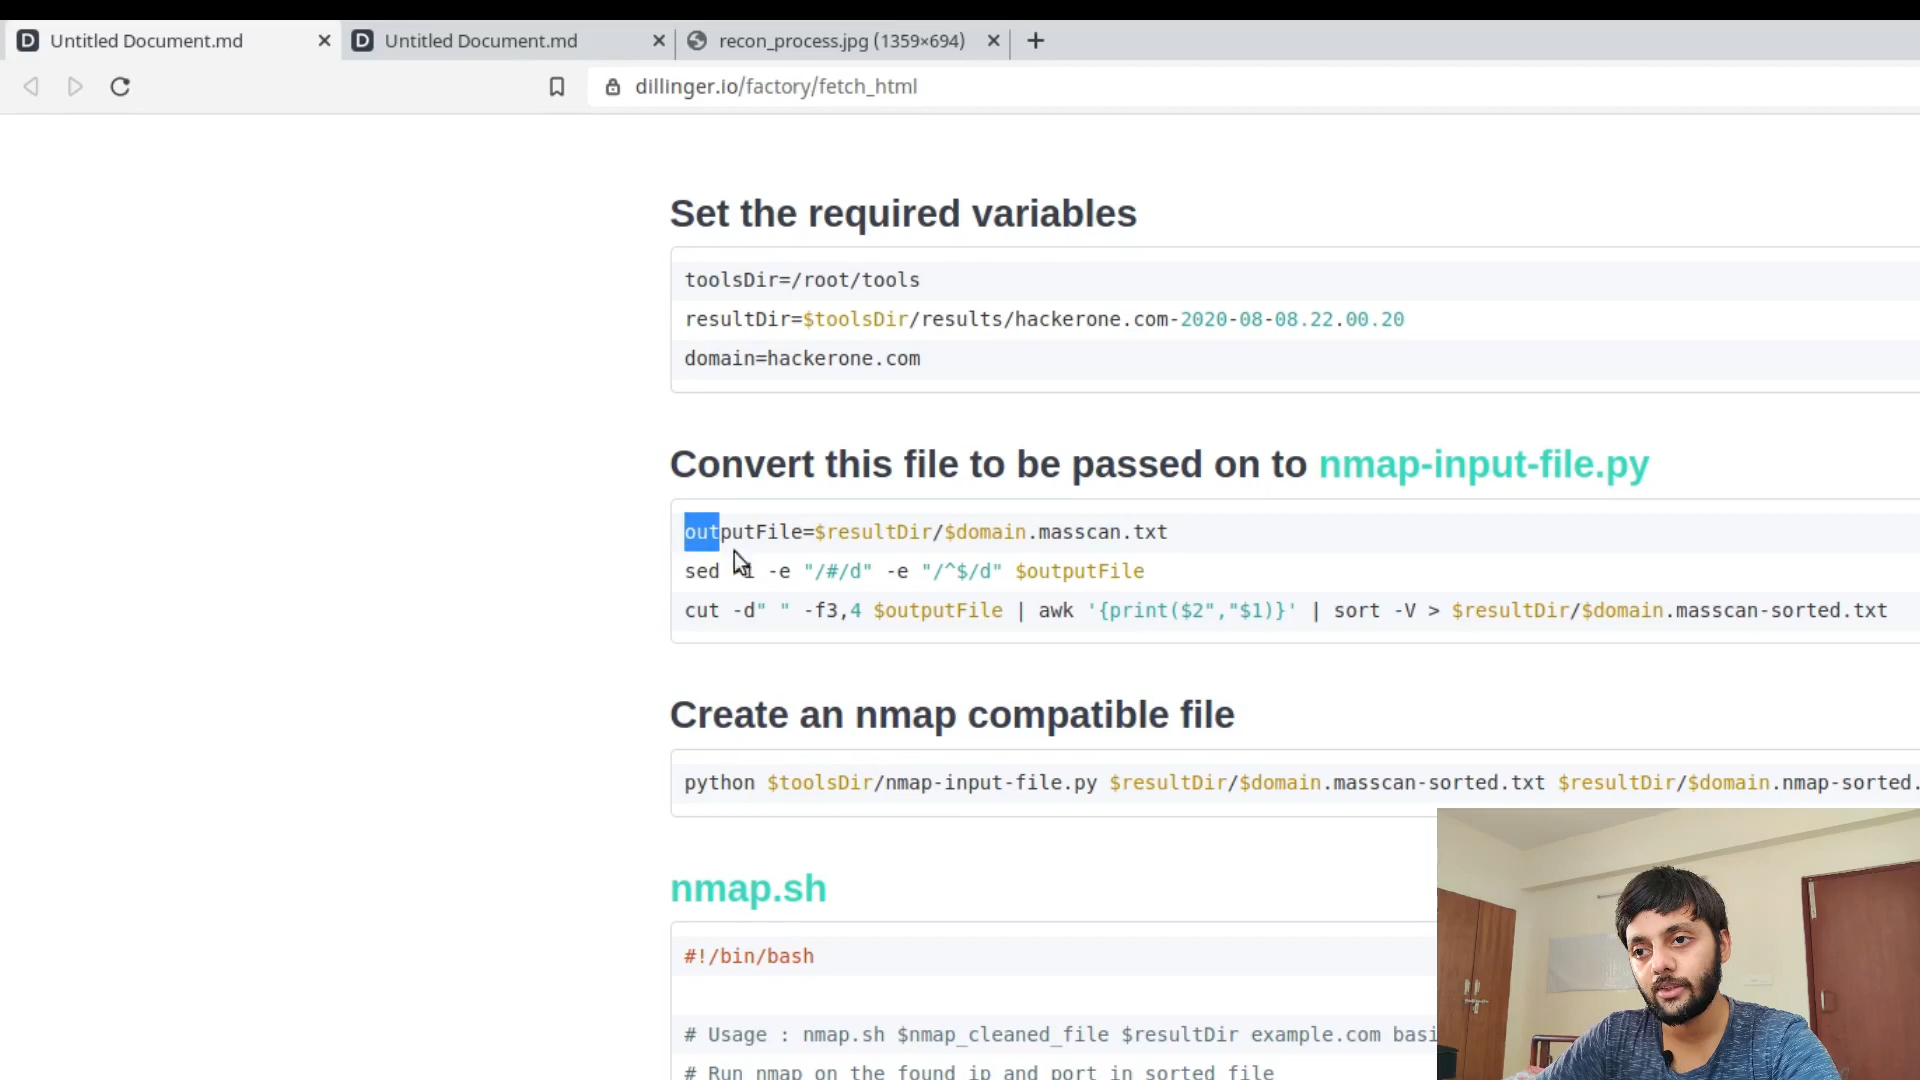 Untitled Document.md
Untitled Document.md
recon_process.jpg (1359×694)
dillinger.io/factory/fetch_html
Set the required variables
toolsDir=/root/tools
resultDir=$toolsDir/results/hackerone.com-2020-08-08.22.00.20
domain=hackerone.com
Convert this file to be passed on to nmap-input-file.py
outputFile=$resultDir/$domain.masscan.txt
sed -i -e "/#/d" -e "/^$/d" $outputFile
cut -d" " -f3,4 $outputFile | awk '{print($2","$1)}' | sort -V > $resultDir/$domain.masscan-sorted.txt
Create an nmap compatible file
python $toolsDir/nmap-input-file.py $resultDir/$domain.masscan-sorted.txt $resultDir/$domain.nmap-sorted.
nmap.sh
#!/bin/bash
# Usage : nmap.sh $nmap_cleaned_file $resultDir example.com basi
# Run nmap on the found ip and port in sorted file